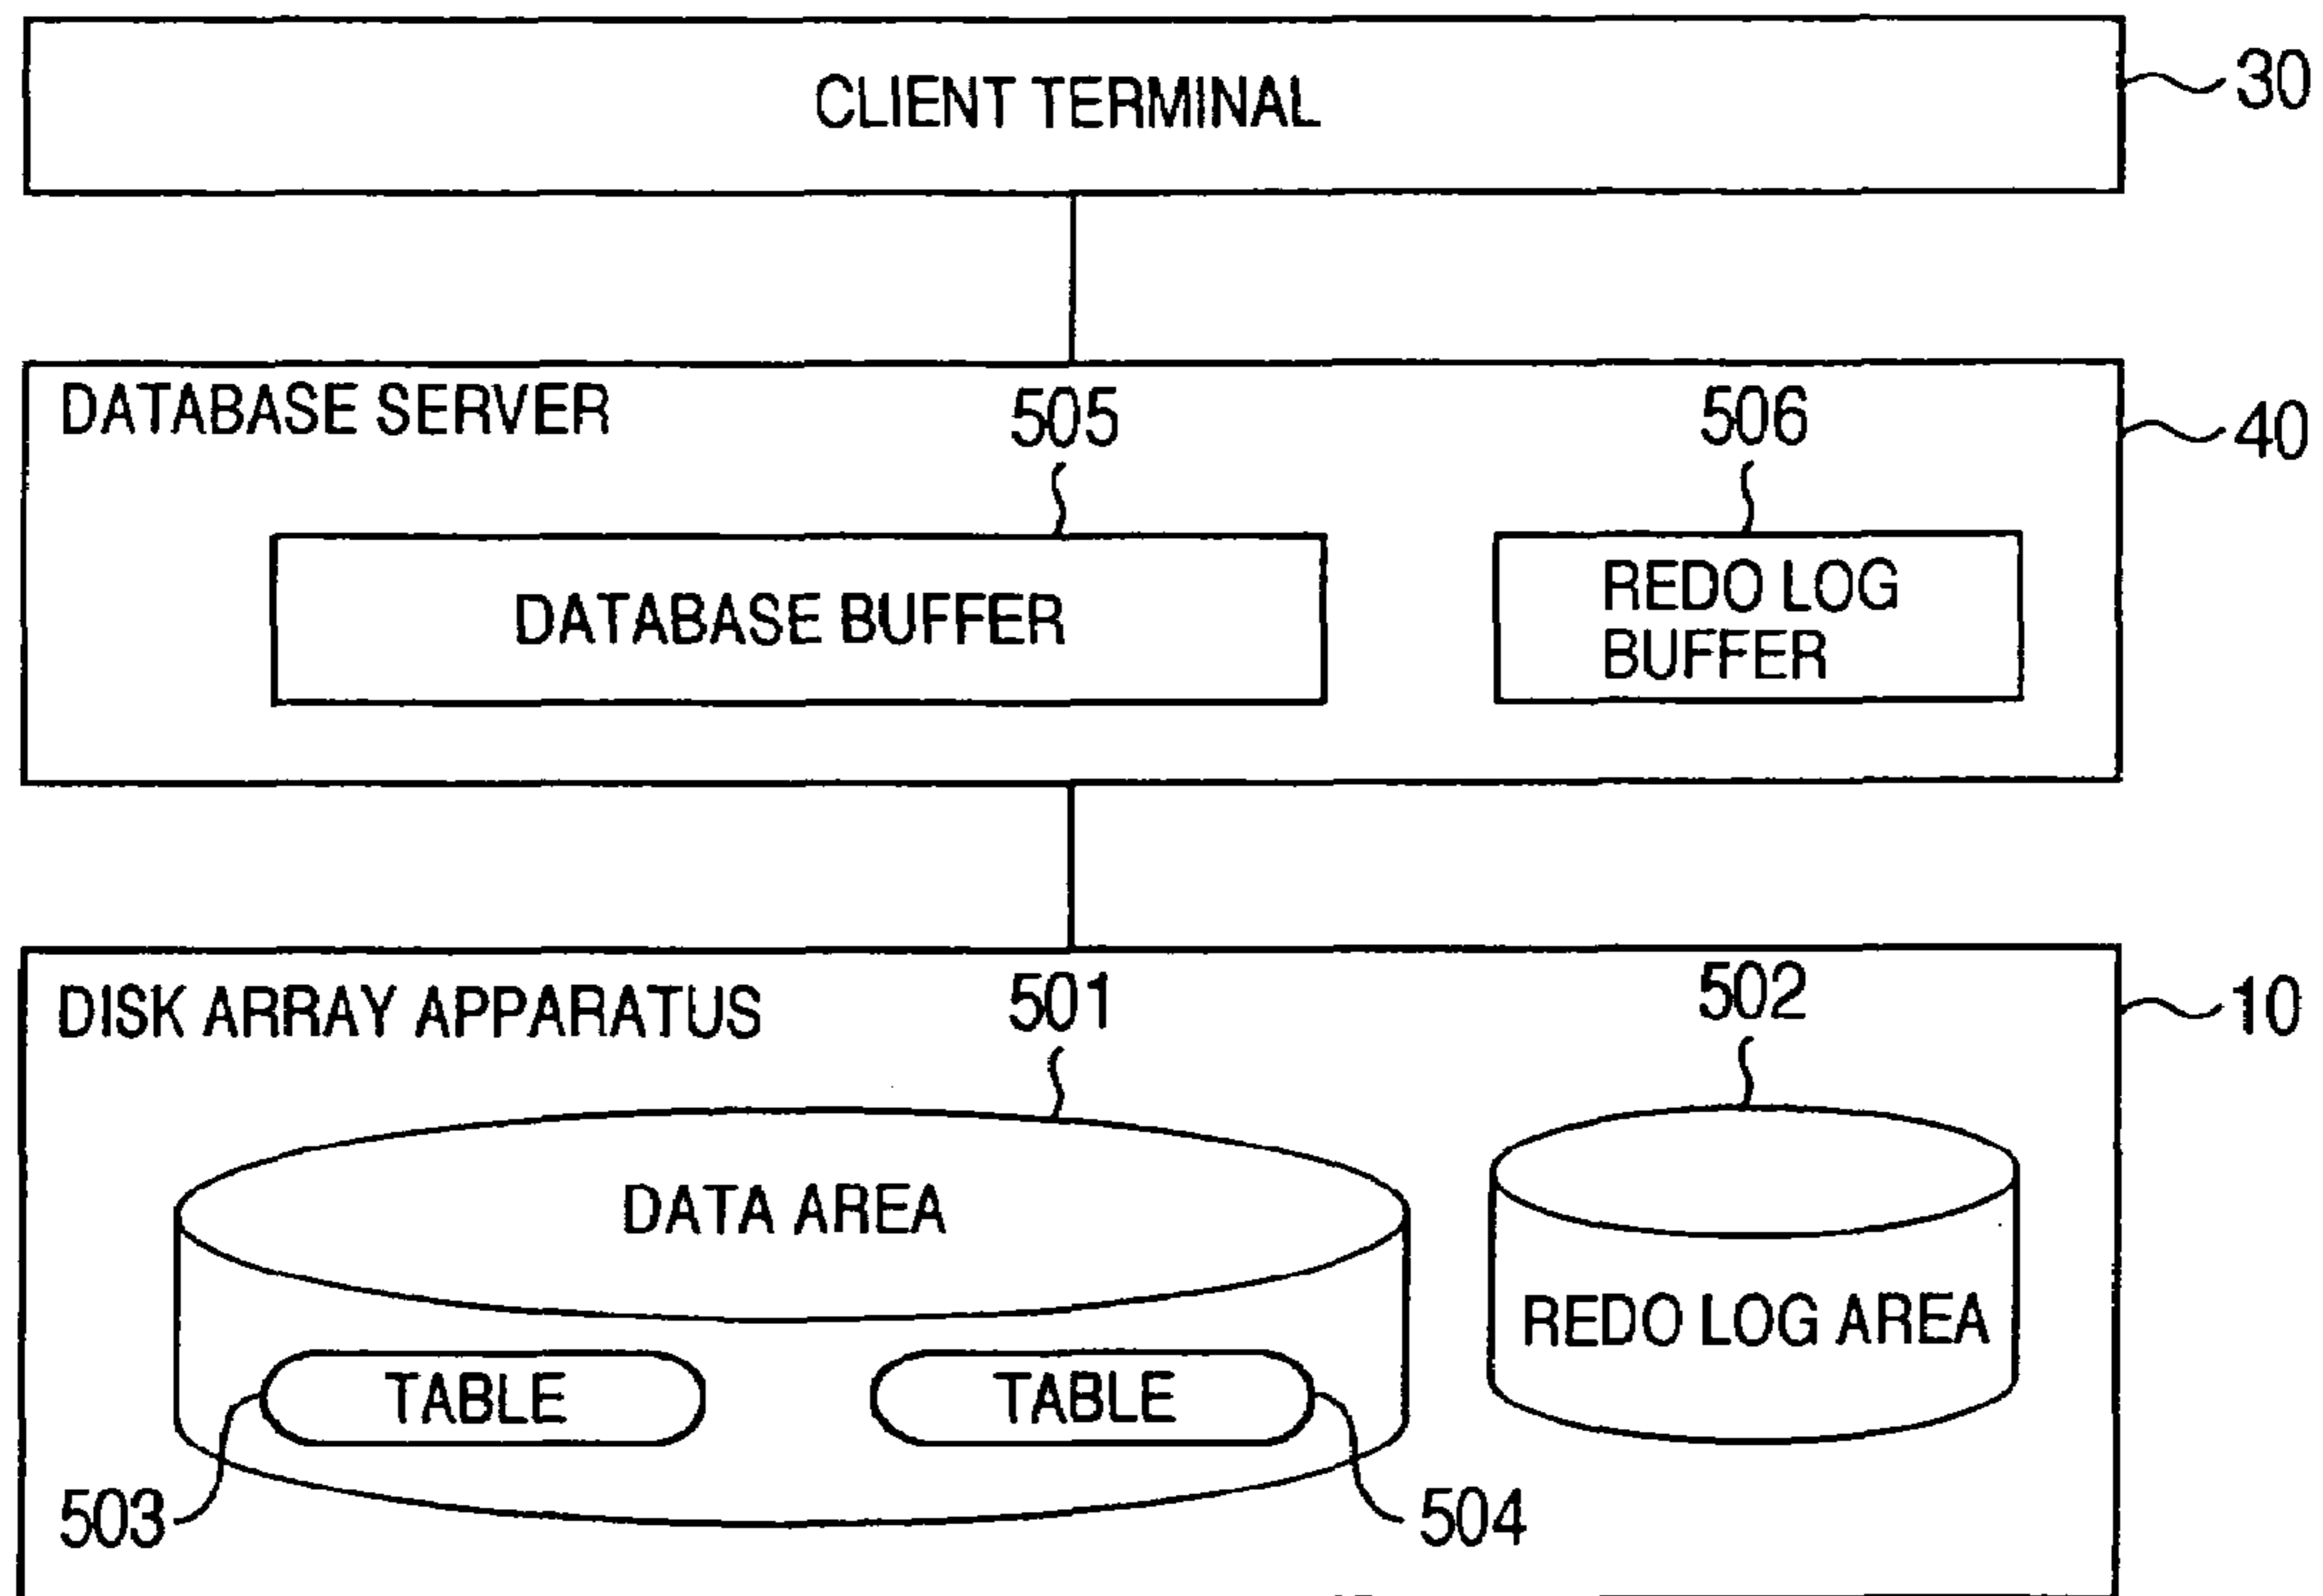 CLIENT TERMINAL
30
DATABASE SERVER
505
506
40
DATABASE BUFFER
REDO LOG
BUFFER
DISK ARRAY APPARATUS
501
502
10
DATA AREA
REDO LOG AREA
TABLE
TABLE
503
504